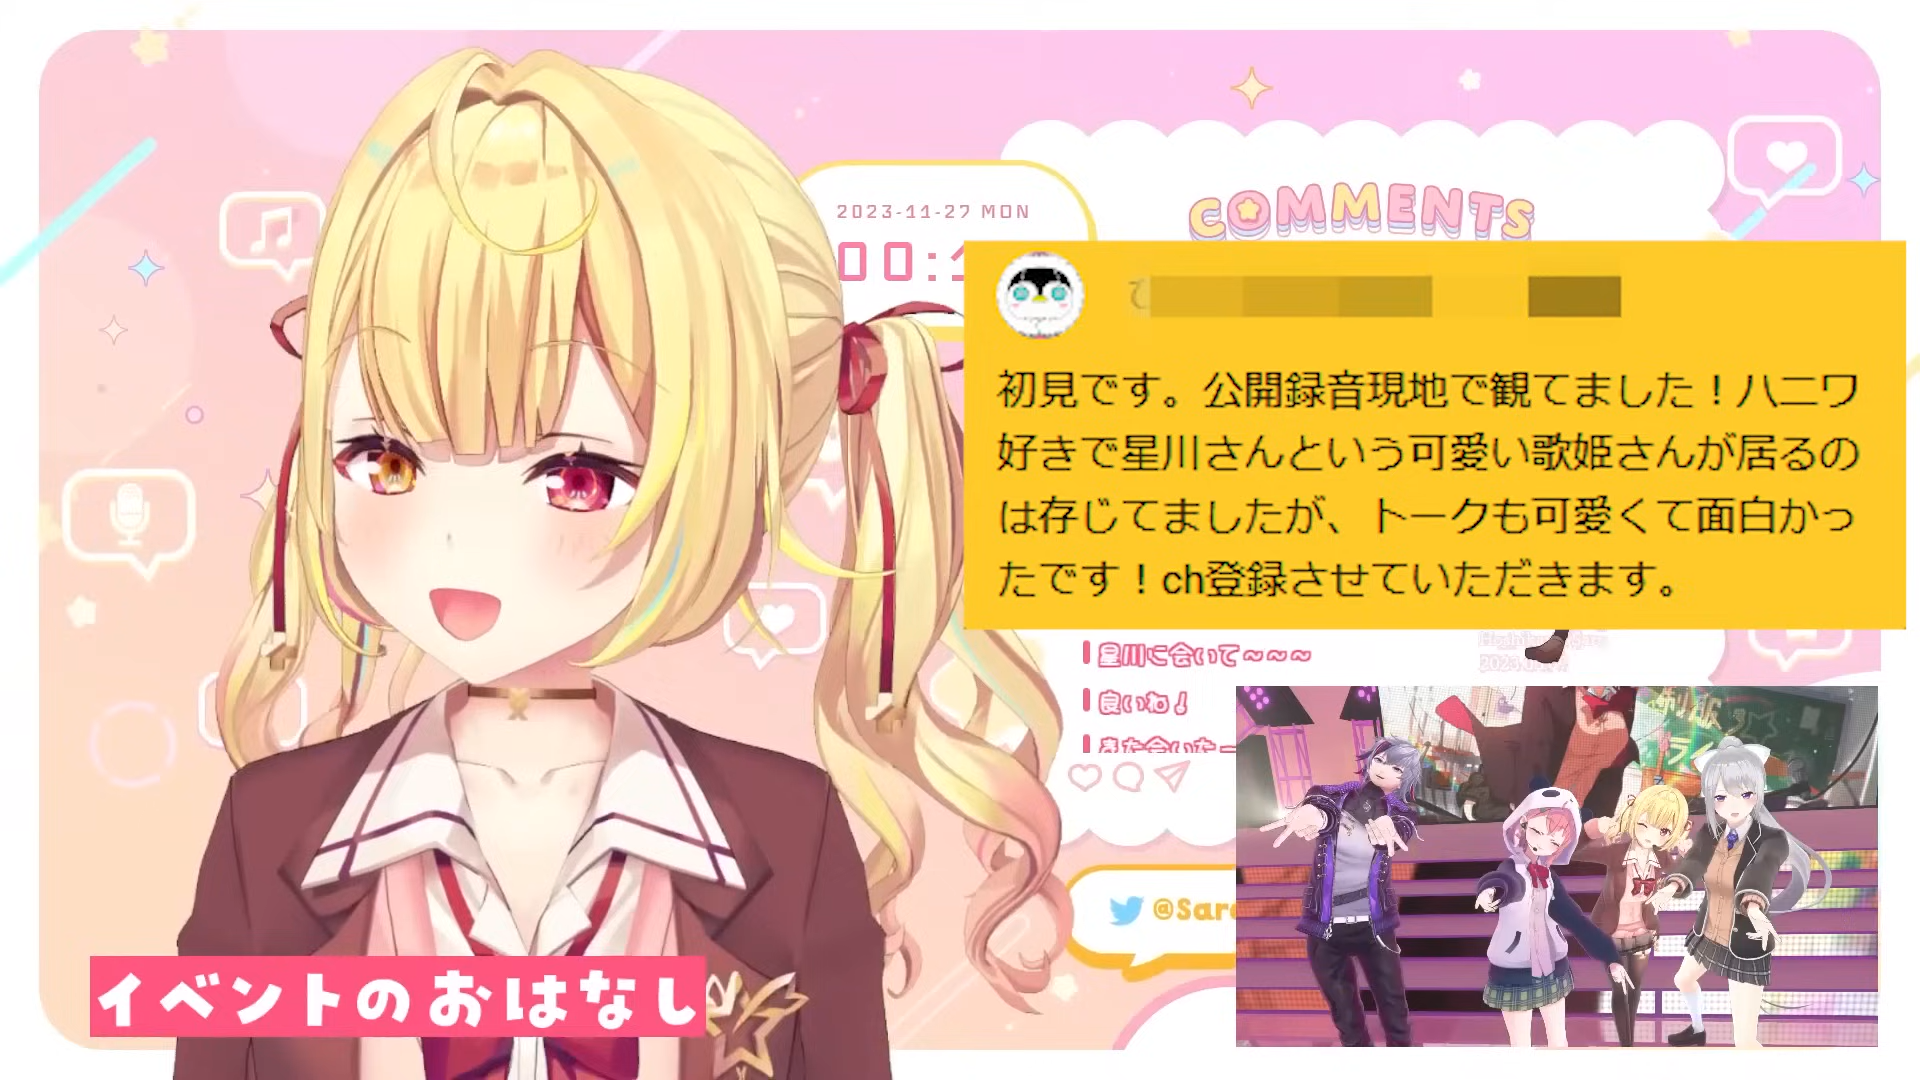 2023-11-27 MON
00:
COMMENTS
初見です。公開録音現地で観てました！ハニワ
好きで星川さんという可愛い歌姫さんが居るの
は存じてましたが、トークも可愛くて面白かっ
たです！ch登録させていただきます。
星川に会いて～～～
良いね！
@Sara
イベントのおはなし